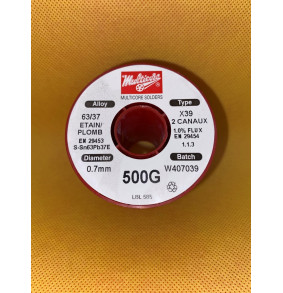 Multicore
MULTICORE SOLDERS
Alloy
63/37
ETAIN/
PLOMB
EN 29453
S-Sn63Pb37E
Diameter
0.7mm
Type
X39
2 CANAUX
1.0% FLUX
EN 29454
1.1.3
Batch
W407039
500G
LBL 585